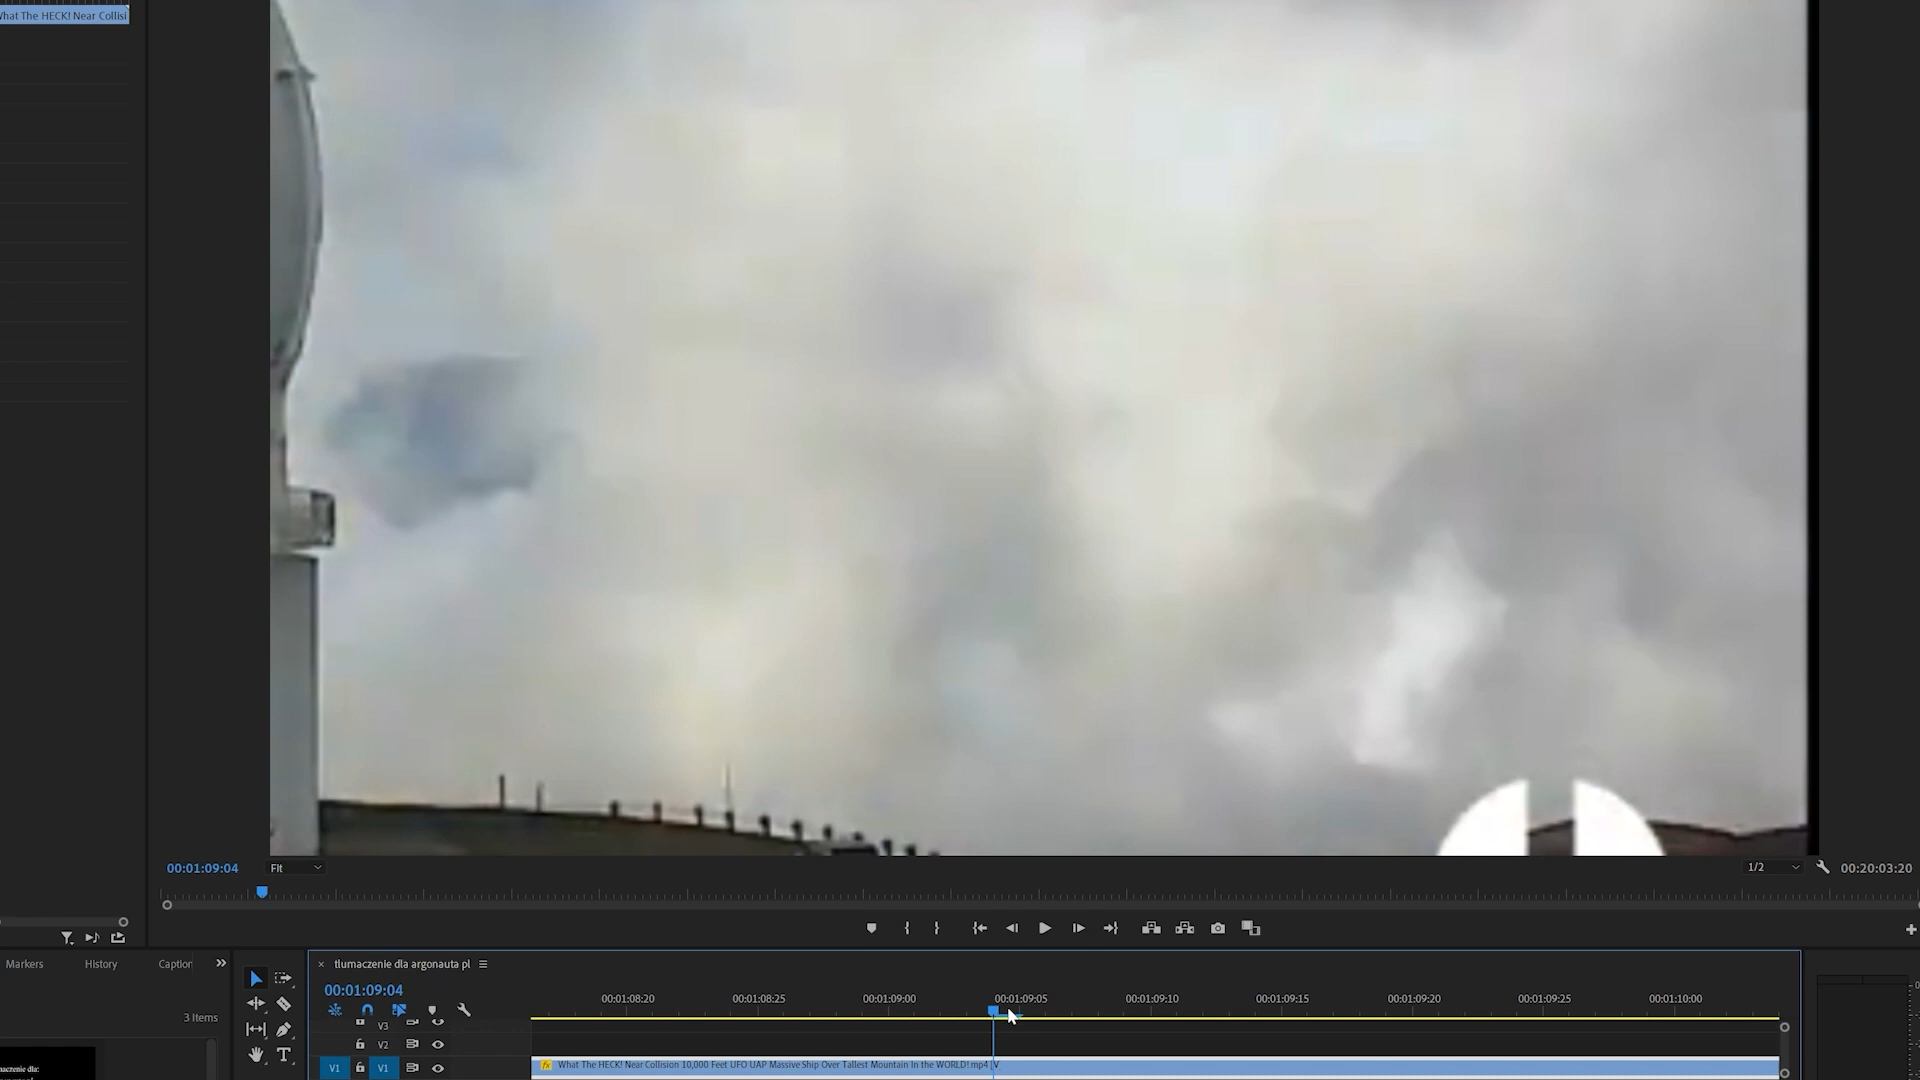 What The HECK! Near Collisi
00:01:09:04
Fit
1/2
00:20:03:20
Markers
History
Caption
tlumaczenie dla argonauta pl
00:01:09:04
00:01:08:20
00:01:08:25
00:01:09:00
00:01:09:05
00:01:09:10
00:01:09:15
00:01:09:20
00:01:09:25
00:01:10:00
3 Items
V3
V2
V1
V1
fx What The HECK! Near Collision 10,000 Feet UFO UAP Massive Ship Over Tallest Mountain In the WORLD!.mp4 [V
maczenie dla: